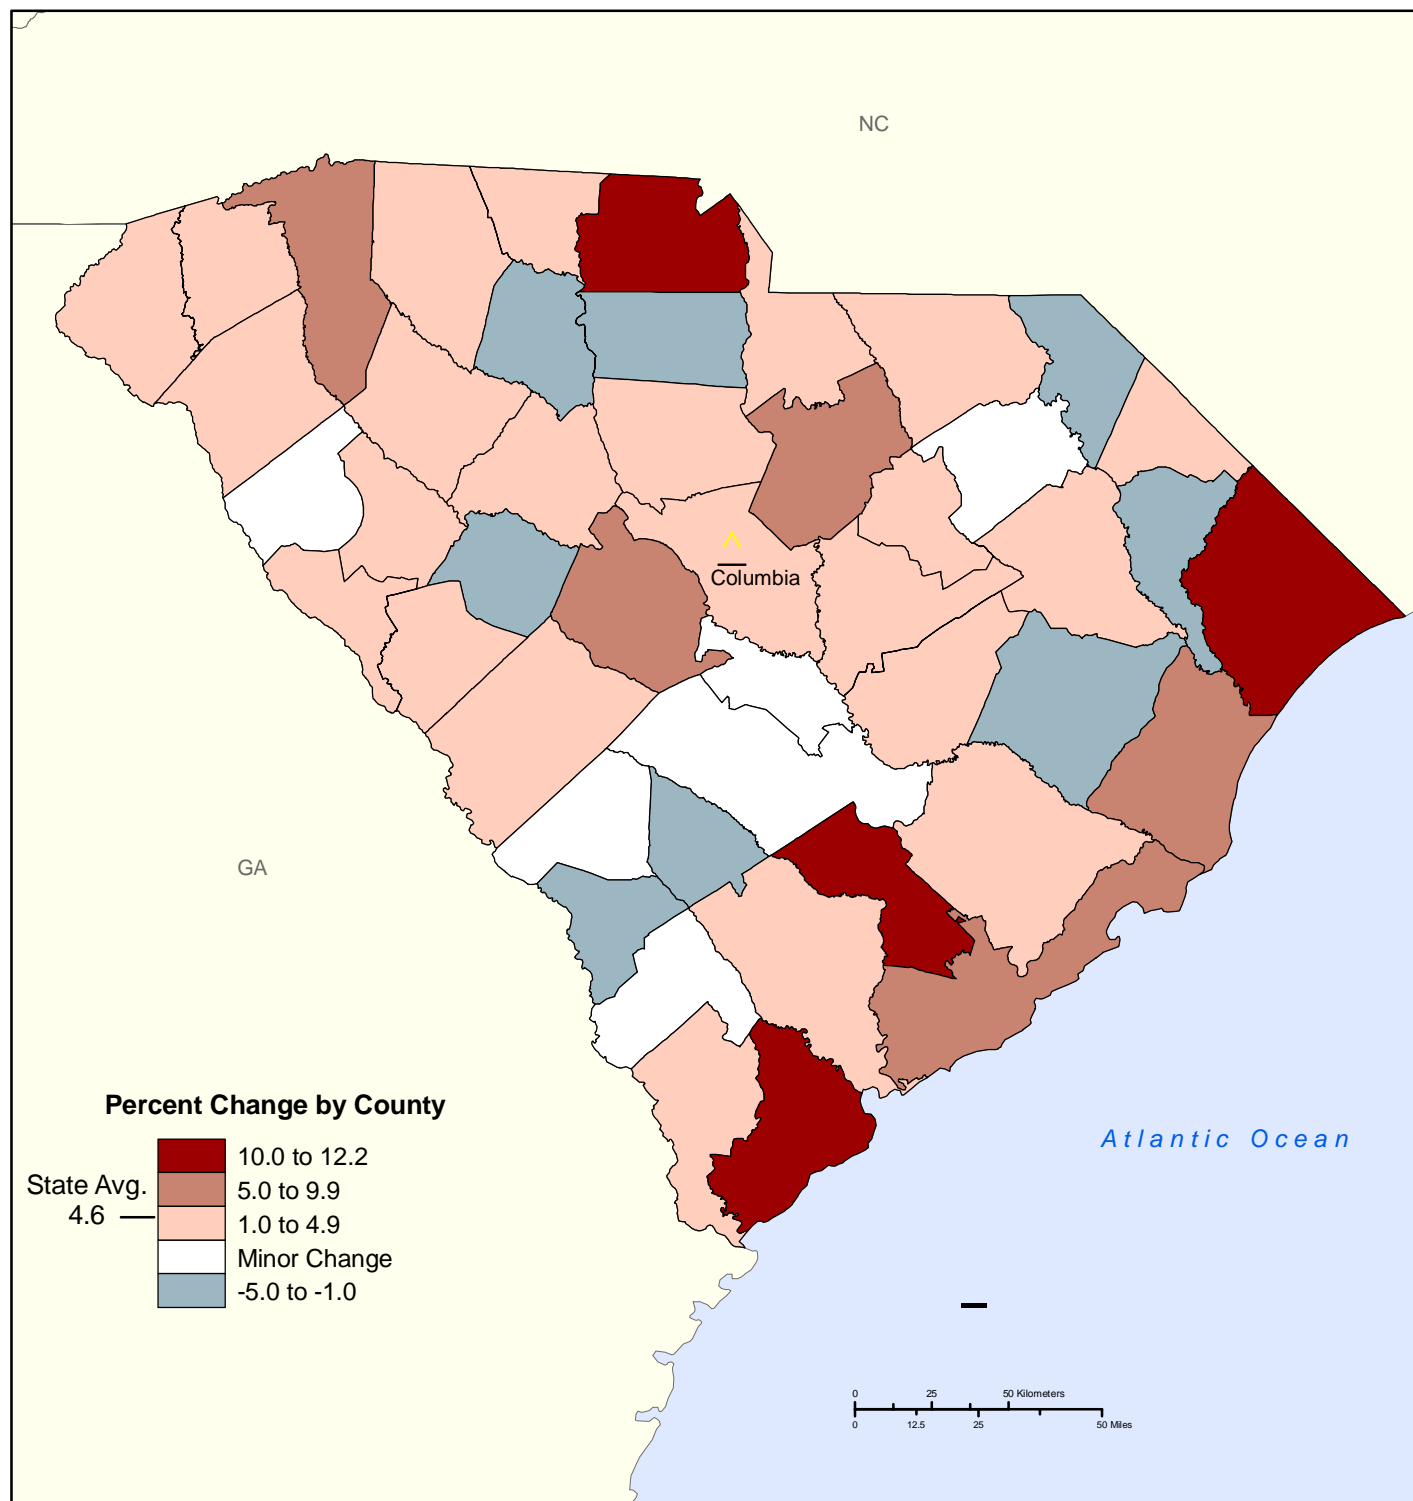 NC
Columbia
GA
Percent Change by County
10.0 to 12.2
State Avg.
5.0 to 9.9
4.6
1.0 to 4.9
Minor Change
-5.0 to -1.0
Atlantic Ocean
0 25 50 Kilometers
0 12.5 25 50 Miles